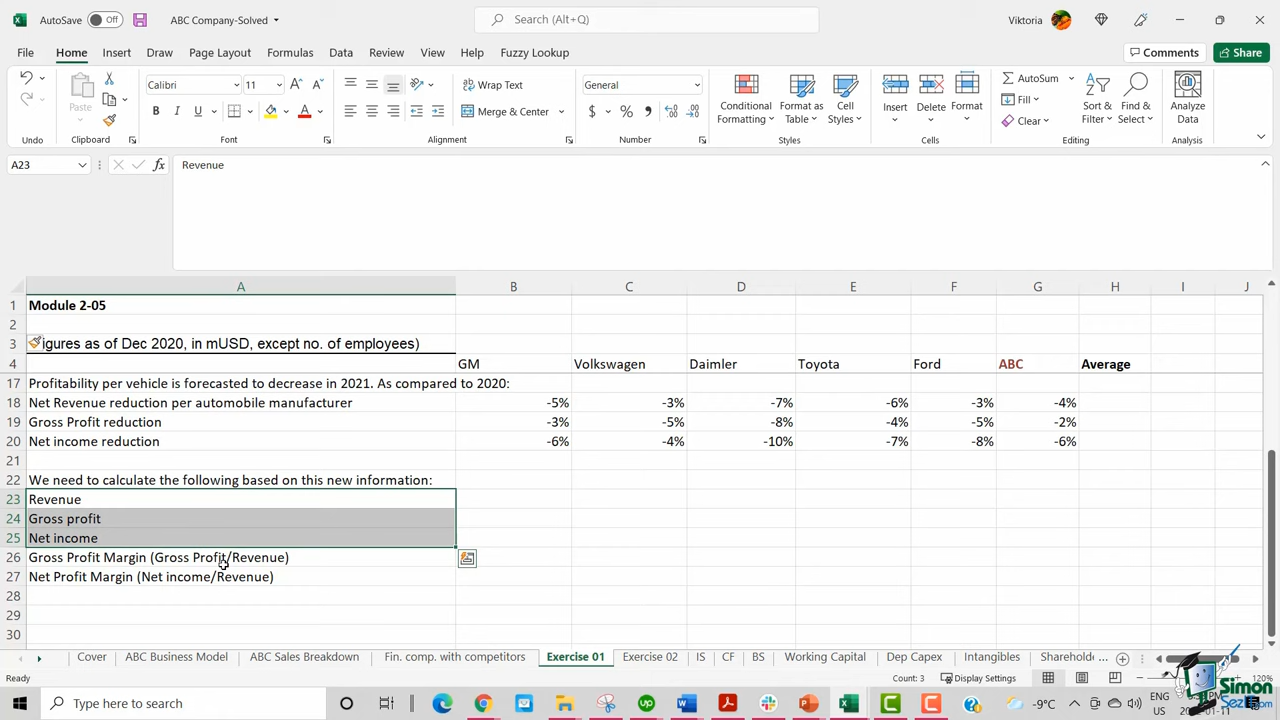 AutoSave Off ABC Company-Solved Search (Alt+Q) Viktoria
File Home Insert Draw Page Layout Formulas Data Review View Help Fuzzy Lookup Comments Share
Paste Calibri 11 Wrap Text General Conditional Formatting Format as Table Cell Styles Insert Delete Format AutoSum Sort & Filter Find & Select Analyze Data
B I U Merge & Center $ % Fill Clear
Undo Clipboard Font Alignment Number Styles Cells Editing Analysis
A23 fx Revenue
A B C D E F G H I J
1 Module 2-05
2
3 igures as of Dec 2020, in mUSD, except no. of employees)
4 GM Volkswagen Daimler Toyota Ford ABC Average
17 Profitability per vehicle is forecasted to decrease in 2021. As compared to 2020:
18 Net Revenue reduction per automobile manufacturer -5% -3% -7% -6% -3% -4%
19 Gross Profit reduction -3% -5% -8% -4% -5% -2%
20 Net income reduction -6% -4% -10% -7% -8% -6%
21
22 We need to calculate the following based on this new information:
23 Revenue
24 Gross profit
25 Net income
26 Gross Profit Margin (Gross Profit/Revenue)
27 Net Profit Margin (Net income/Revenue)
28
29
30
Cover ABC Business Model ABC Sales Breakdown Fin. comp. with competitors Exercise 01 Exercise 02 IS CF BS Working Capital Dep Capex Intangibles Shareholde ...
Ready Count: 3 Display Settings 120%
Type here to search -9°C ENG
Simon Sez